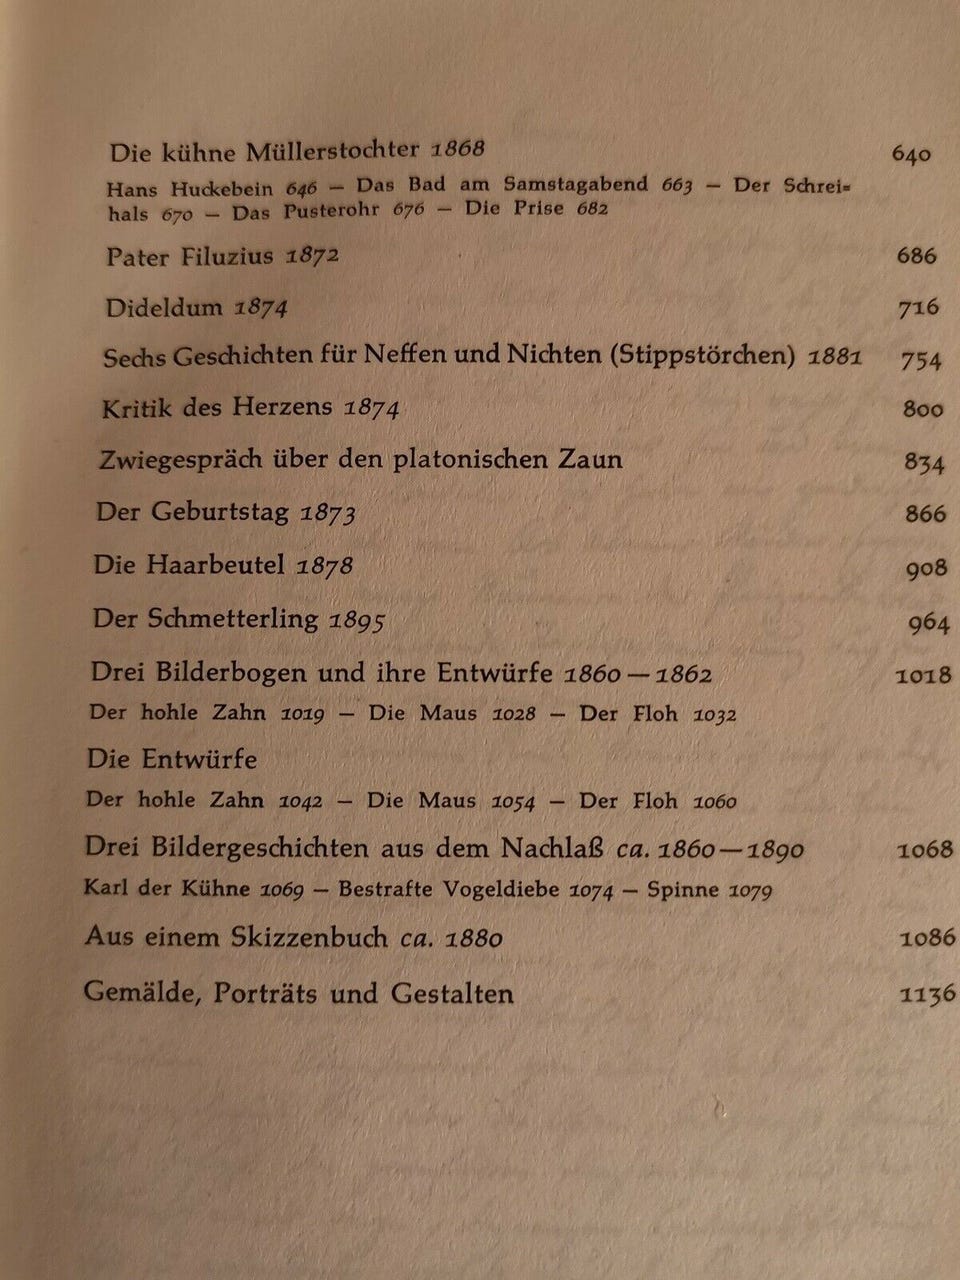 Die kühne Müllerstochter 1868 640
Hans Huckebein 646 — Das Bad am Samstagabend 663 — Der Schrei=
hals 670 — Das Pusterohr 676 — Die Prise 682
Pater Filuzius 1872 686
Dideldum 1874 716
Sechs Geschichten für Neffen und Nichten (Stippstörchen) 1881 754
Kritik des Herzens 1874 800
Zwiegespräch über den platonischen Zaun 834
Der Geburtstag 1873 866
Die Haarbeutel 1878 908
Der Schmetterling 1895 964
Drei Bilderbogen und ihre Entwürfe 1860 — 1862 1018
Der hohle Zahn 1019 — Die Maus 1028 — Der Floh 1032
Die Entwürfe
Der hohle Zahn 1042 — Die Maus 1054 — Der Floh 1060
Drei Bildergeschichten aus dem Nachlaß ca. 1860—1890 1068
Karl der Kühne 1069 — Bestrafte Vogeldiebe 1074 — Spinne 1079
Aus einem Skizzenbuch ca. 1880 1086
Gemälde, Porträts und Gestalten 1136